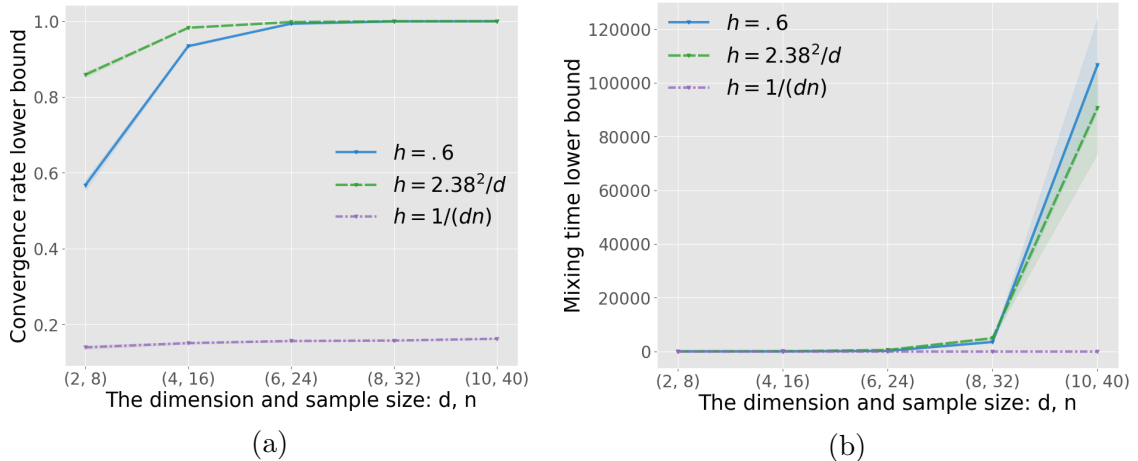 1.0
0.8
0.6
0.4
0.2
Convergence rate lower bound
h = .6
h = 2.38²/d
h = 1/(dn)
(2, 8) (4, 16) (6, 24) (8, 32) (10, 40)
The dimension and sample size: d, n
(a)
120000
100000
80000
60000
40000
20000
0
Mixing time lower bound
h = .6
h = 2.38²/d
h = 1/(dn)
(2, 8) (4, 16) (6, 24) (8, 32) (10, 40)
The dimension and sample size: d, n
(b)